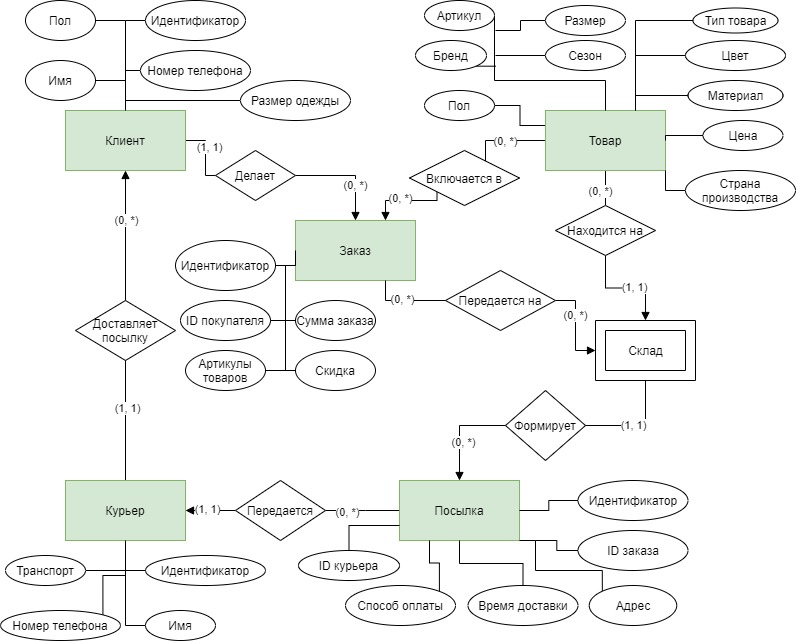 Пол
Идентификатор
Номер телефона
Имя
Размер одежды
Клиент
(1, 1)
Делает
(0, *)
Артикул
Размер
Тип товара
Бренд
Сезон
Цвет
Материал
Пол
Товар
Цена
Страна
производства
(0, *)
Включается в
(0, *)
(0, *)
Находится на
(1, 1)
Заказ
Идентификатор
ID покупателя
Сумма заказа
Артикулы
товаров
Скидка
(0, *)
Передается на
(0, *)
Склад
(0, *)
Доставляет
посылку
(1, 1)
Формирует
(1, 1)
(0, *)
Курьер
(1, 1)
Передается
(0, *)
Посылка
Идентификатор
ID заказа
Адрес
Время доставки
Способ оплаты
ID курьера
Транспорт
Идентификатор
Номер телефона
Имя